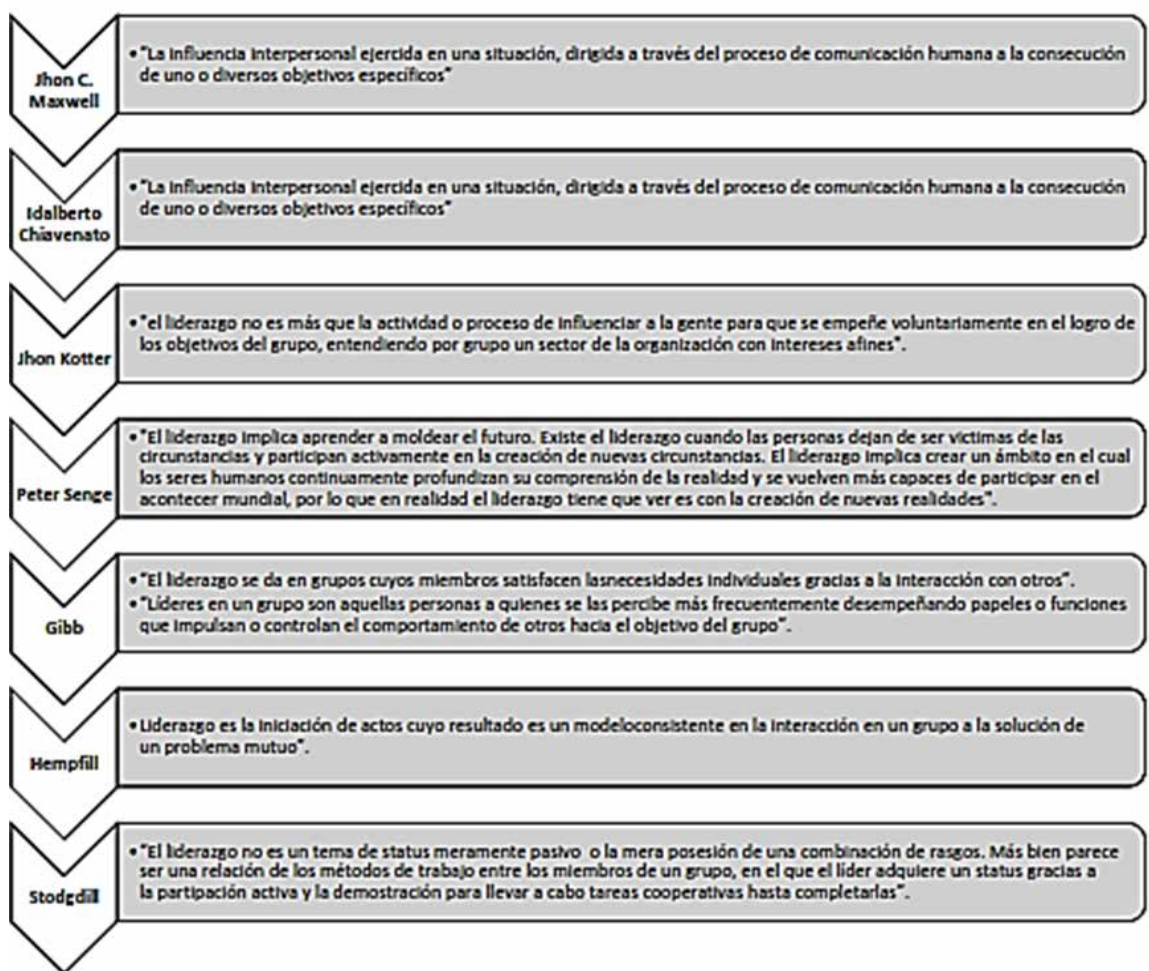 Jhon C.
Maxwell
• "La influencia interpersonal ejercida en una situación, dirigida a través del proceso de comunicación humana a la consecución
de uno o diversos objetivos específicos"
Idalberto
Chiavenato
• "La influencia interpersonal ejercida en una situación, dirigida a través del proceso de comunicación humana a la consecución
de uno o diversos objetivos específicos"
Jhon Kotter
• "el liderazgo no es más que la actividad o proceso de influenciar a la gente para que se empeñe voluntariamente en el logro de
los objetivos del grupo, entendiendo por grupo un sector de la organización con intereses afines".
Peter Senge
• "El liderazgo implica aprender a moldear el futuro. Existe el liderazgo cuando las personas dejan de ser victimas de las
circunstancias y participan activamente en la creación de nuevas circunstancias. El liderazgo implica crear un ámbito en el cual
los seres humanos continuamente profundizan su comprensión de la realidad y se vuelven más capaces de participar en el
acontecer mundial, por lo que en realidad el liderazgo tiene que ver es con la creación de nuevas realidades".
Gibb
• "El liderazgo se da en grupos cuyos miembros satisfacen lasnecesidades individuales gracias a la interacción con otros".
• "Líderes en un grupo son aquellas personas a quienes se las percibe más frecuentemente desempeñando papeles o funciones
que impulsan o controlan el comportamiento de otros hacia el objetivo del grupo".
Hempfill
• Liderazgo es la iniciación de actos cuyo resultado es un modeloconsistente en la interacción en un grupo a la solución de
un problema mutuo".
Stodgdill
• "El liderazgo no es un tema de status meramente pasivo o la mera posesión de una combinación de rasgos. Más bien parece
ser una relación de los métodos de trabajo entre los miembros de un grupo, en el que el líder adquiere un status gracias a
la partipación activa y la demostración para llevar a cabo tareas cooperativas hasta completarlas".